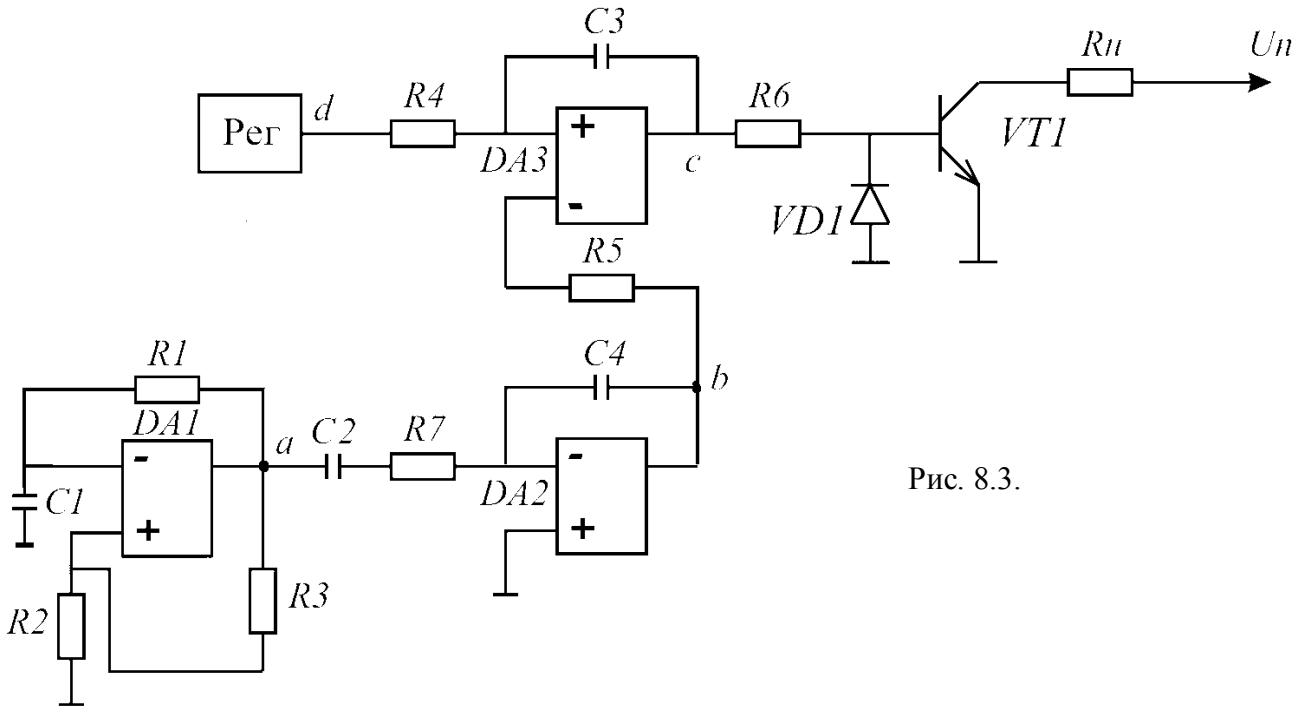 C3
Rн
Uп
d
R4
R6
Рег
+
DA3
c
VT1
-
VD1
R5
C4
R1
b
DA1
a
C2
R7
-
-
DA2
Рис. 8.3.
C1
+
+
R3
R2